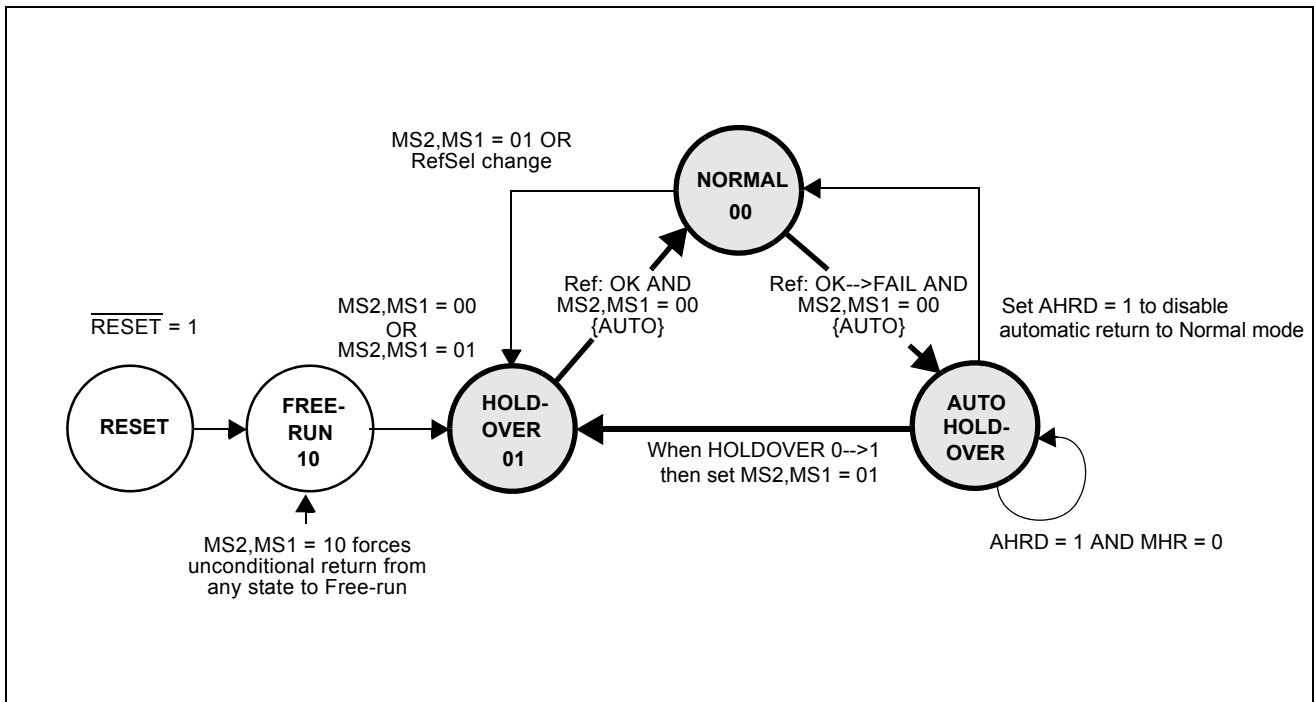 MS2,MS1 = 01 OR
RefSel change
NORMAL
00
Ref: OK AND
MS2,MS1 = 00
{AUTO}
Ref: OK-->FAIL AND
MS2,MS1 = 00
{AUTO}
MS2,MS1 = 00
OR
MS2,MS1 = 01
Set AHRD = 1 to disable
automatic return to Normal mode
RESET = 1
RESET
FREE-
RUN
10
HOLD-
OVER
01
AUTO
HOLD-
OVER
When HOLDOVER 0-->1
then set MS2,MS1 = 01
MS2,MS1 = 10 forces
unconditional return from
any state to Free-run
AHRD = 1 AND MHR = 0